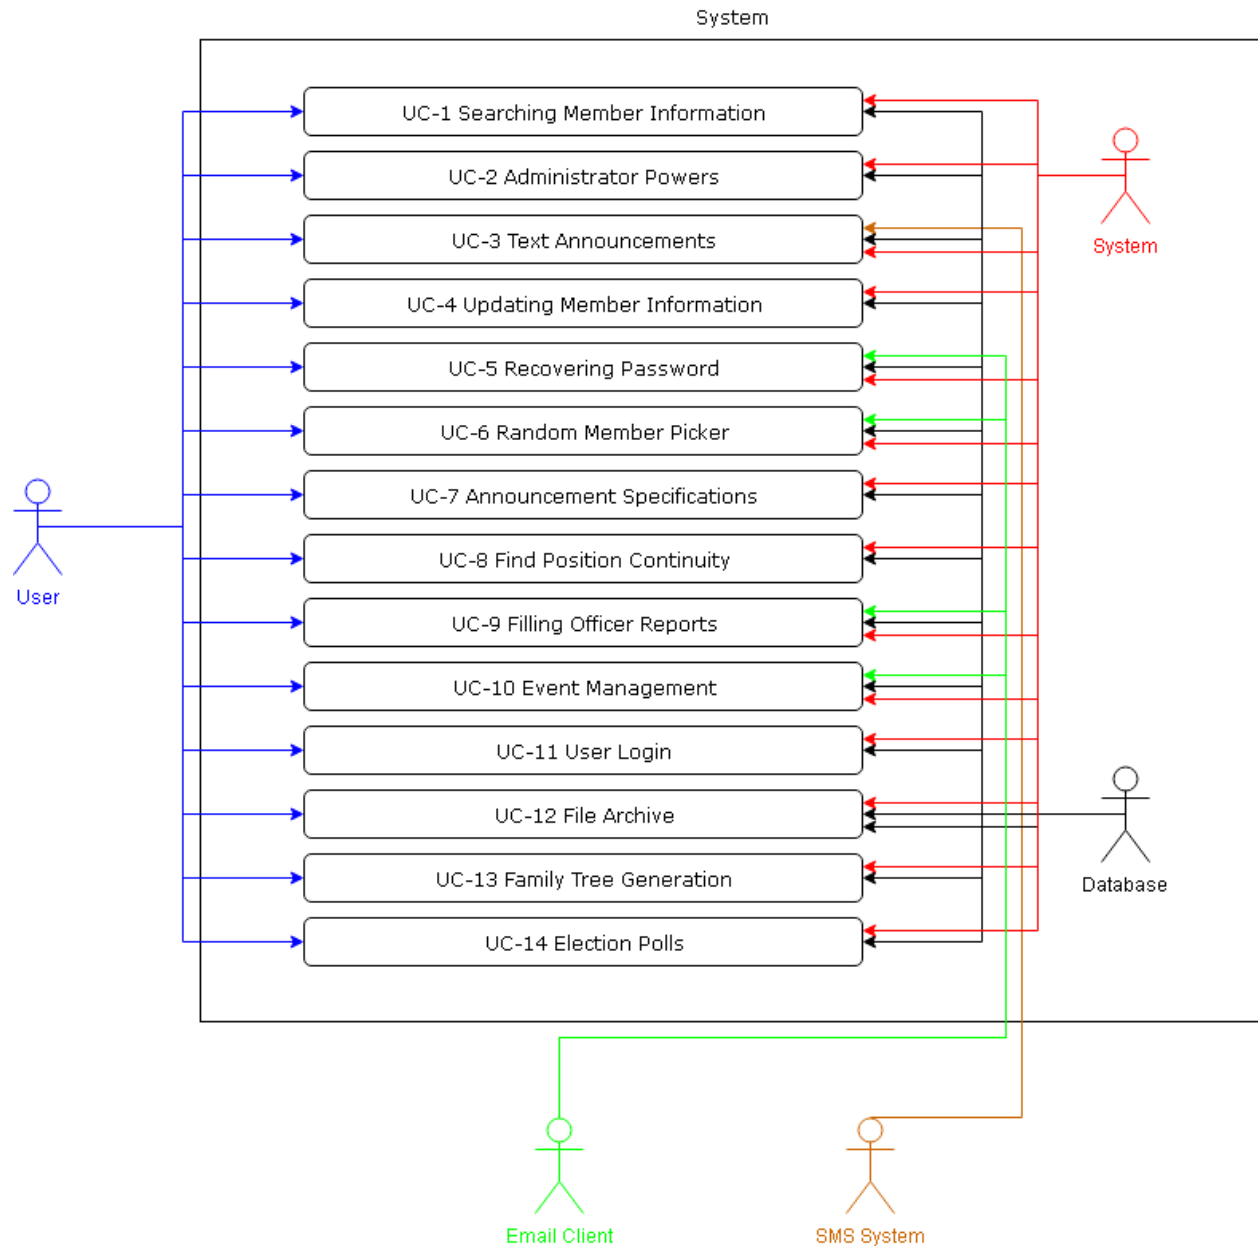 System
UC-1 Searching Member Information
UC-2 Administrator Powers
UC-3 Text Announcements
System
UC-4 Updating Member Information
UC-5 Recovering Password
UC-6 Random Member Picker
UC-7 Announcement Specifications
UC-8 Find Position Continuity
User
UC-9 Filling Officer Reports
UC-10 Event Management
UC-11 User Login
UC-12 File Archive
UC-13 Family Tree Generation
Database
UC-14 Election Polls
Email Client
SMS System